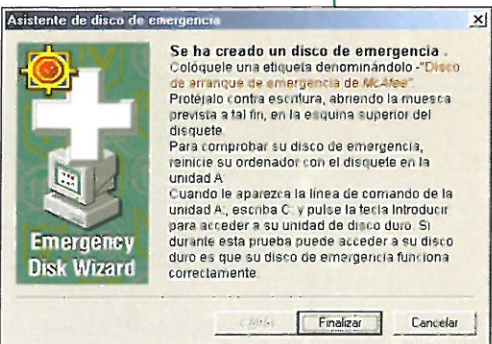 Asistente de disco de emergencia
Se ha creado un disco de emergencia .
Colóquele una etiqueta denominándolo -"Disco
de arranque de emergencia de McAfee".
Protéjalo contra escritura, abriendo la muesca
prevista a tal fin, en la esquina superior del
disquete.
Para comprobar su disco de emergencia,
reinicie su ordenador con el disquete en la
unidad A:
Cuando le aparezca la línea de comando de la
unidad A:, escriba C: y pulse la tecla Introducir
para acceder a su unidad de disco duro. Si
durante esta prueba puede acceder a su disco
duro es que su disco de emergencia funciona
correctamente.
Emergency
Disk Wizard
< Atrás
Finalizar
Cancelar